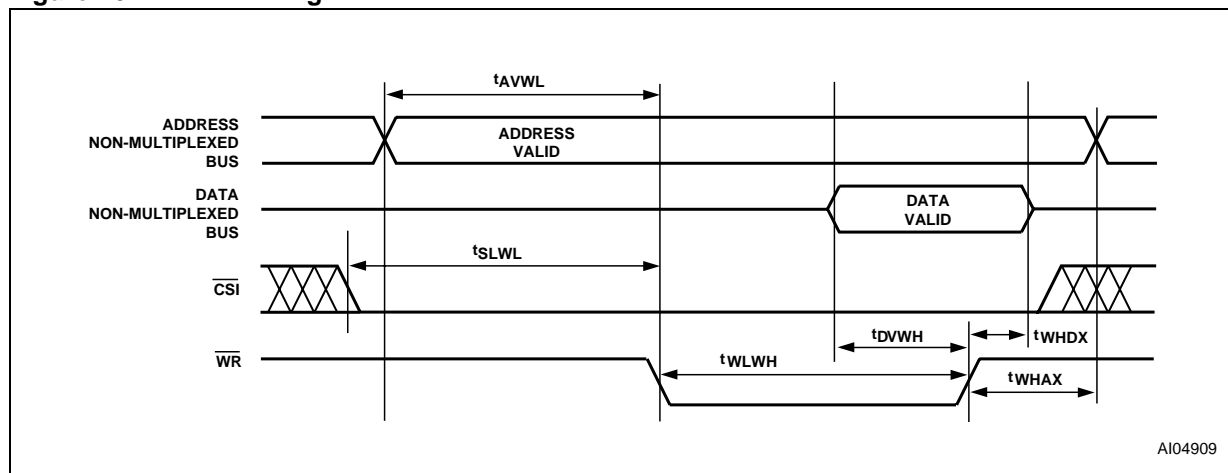 tAVWL
ADDRESS
NON-MULTIPLEXED
BUS
ADDRESS
VALID
DATA
NON-MULTIPLEXED
BUS
DATA
VALID
tSLWL
CSI
tDVWH
tWHDX
WR
tWLWH
tWHAX
AI04909